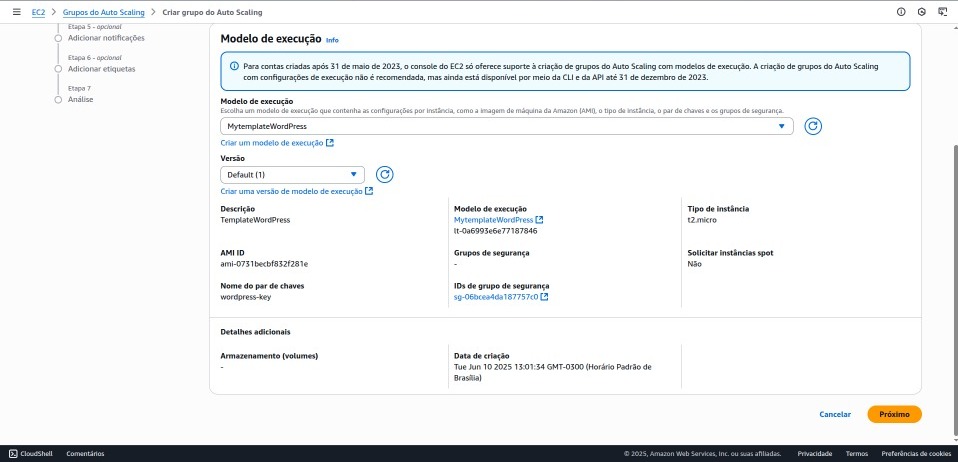 EC2 > Grupos do Auto Scaling > Criar grupo do Auto Scaling
Etapa 5 - opcional
Adicionar notificações
Etapa 6 - opcional
Adicionar etiquetas
Etapa 7
Análise
Modelo de execução Info
Para contas criadas após 31 de maio de 2023, o console do EC2 só oferece suporte à criação de grupos do Auto Scaling com modelos de execução. A criação de grupos do Auto Scaling
com configurações de execução não é recomendada, mas ainda está disponível por meio da CLI e da API até 31 de dezembro de 2023.
Modelo de execução
Escolha um modelo de execução que contenha as configurações por instância, como a imagem de máquina da Amazon (AMI), o tipo de instância, o par de chaves e os grupos de segurança.
MytemplateWordPress
Criar um modelo de execução
Versão
Default (1)
Criar uma versão de modelo de execução
Descrição
TemplateWordPress
Modelo de execução
MytemplateWordPress
lt-0a6993e6e77187846
Tipo de instância
t2.micro
AMI ID
ami-0731becbf832f281e
Grupos de segurança
-
Solicitar instâncias spot
Não
Nome do par de chaves
wordpress-key
IDs de grupo de segurança
sg-06bcea4da187757c0
Detalhes adicionais
Armazenamento (volumes)
-
Data de criação
Tue Jun 10 2025 13:01:34 GMT-0300 (Horário Padrão de
Brasília)
Cancelar
Próximo
CloudShell Comentários © 2025, Amazon Web Services, Inc. ou suas afiliadas. Privacidade Termos Preferências de cookies